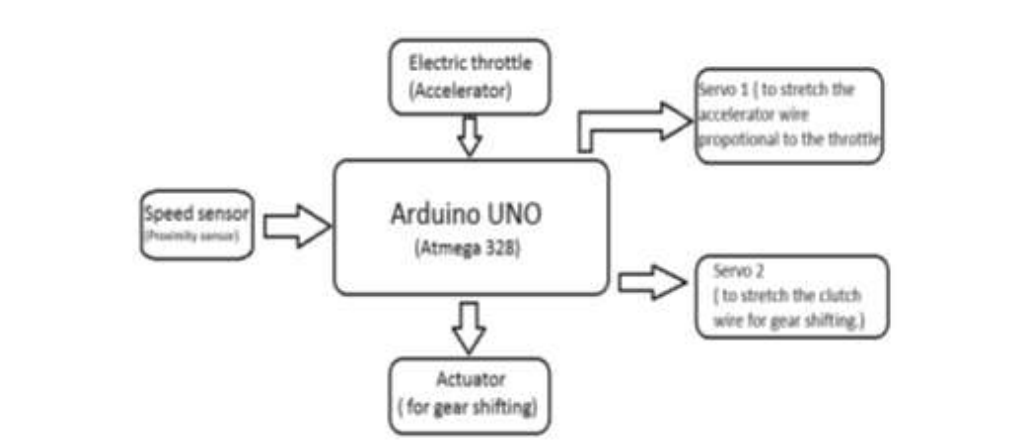 Electric throttle
(Accelerator)
Servo 1 ( to stretch the
accelerator wire
propotional to the throttle
Speed sensor
(Proximity sensor)
Arduino UNO
(Atmega 328)
Servo 2
( to stretch the clutch
wire for gear shifting.)
Actuator
( for gear shifting)